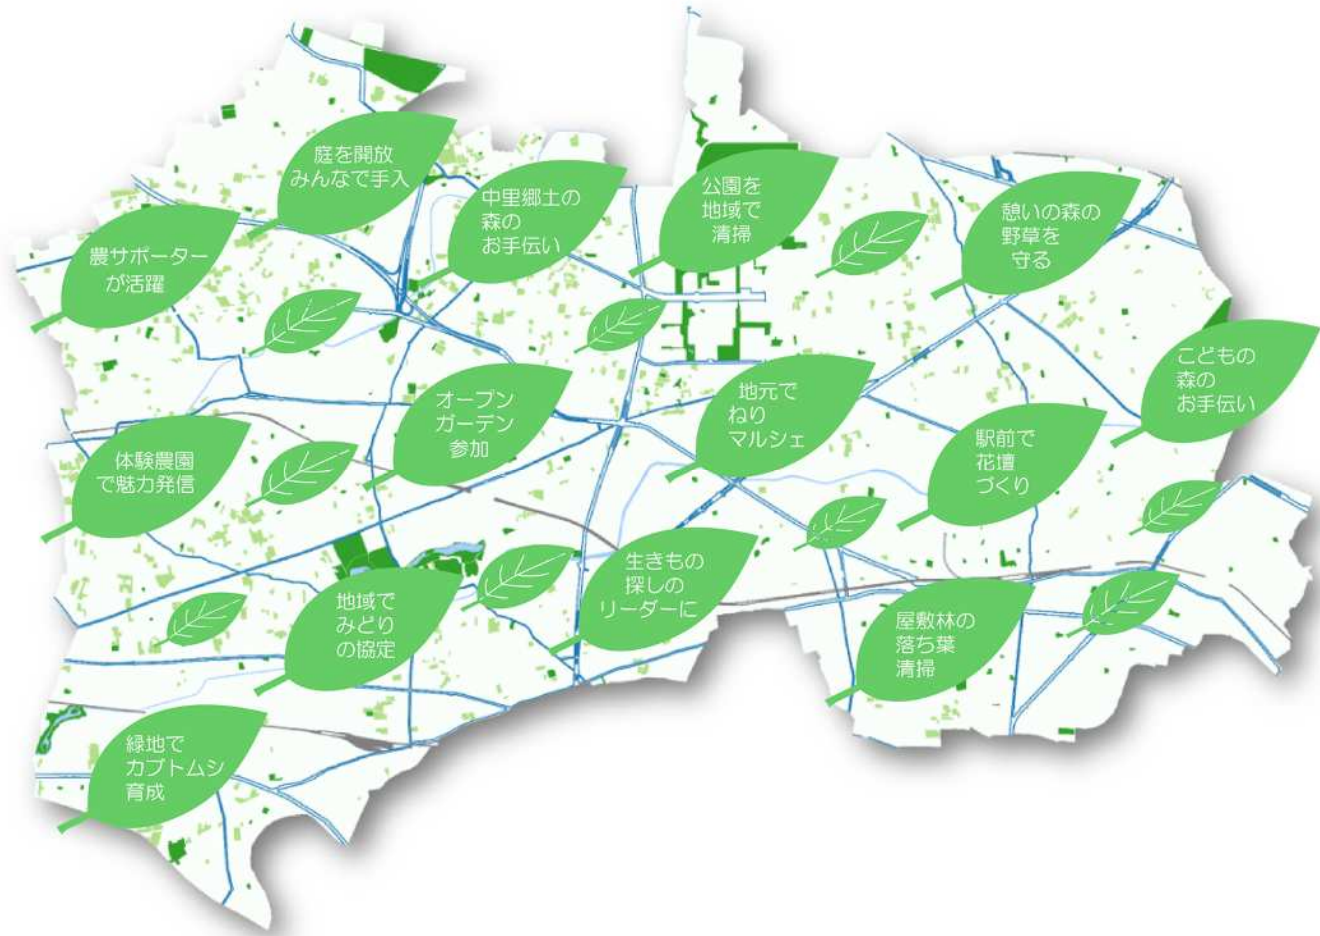 庭を開放
みんなで手入
中里郷土の
森の
お手伝い
公園を
地域で
清掃
憩いの森の
野草を
守る
農サポーター
が活躍
こどもの
森の
お手伝い
オープン
ガーデン
参加
地元で
ねり
マルシェ
駅前で
花壇
づくり
体験農園
で魅力発信
生きもの
探しの
リーダーに
地域で
みどり
の協定
屋敷林の
落ち葉
清掃
緑地で
カブトムシ
育成